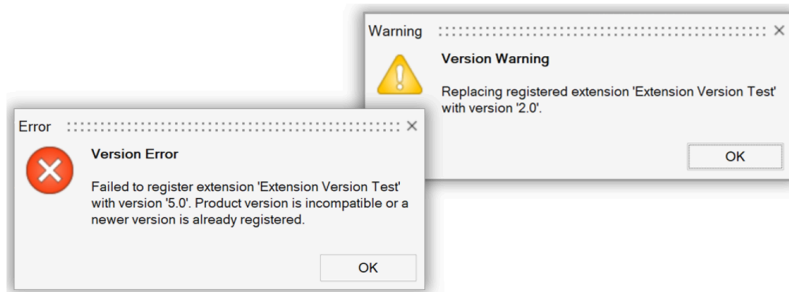 Warning
Version Warning
Replacing registered extension 'Extension Version Test'
with version '2.0'.
OK
Error
Version Error
Failed to register extension 'Extension Version Test'
with version '5.0'. Product version is incompatible or a
newer version is already registered.
OK